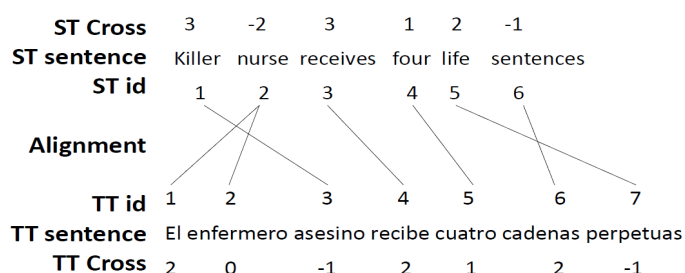 ST Cross 3 -2 3 1 2 -1
ST sentence Killer nurse receives four life sentences
ST id 1 2 3 4 5 6
Alignment
TT id 1 2 3 4 5 6 7
TT sentence El enfermero asesino recibe cuatro cadenas perpetuas
TT Cross 2 0 -1 2 1 2 -1